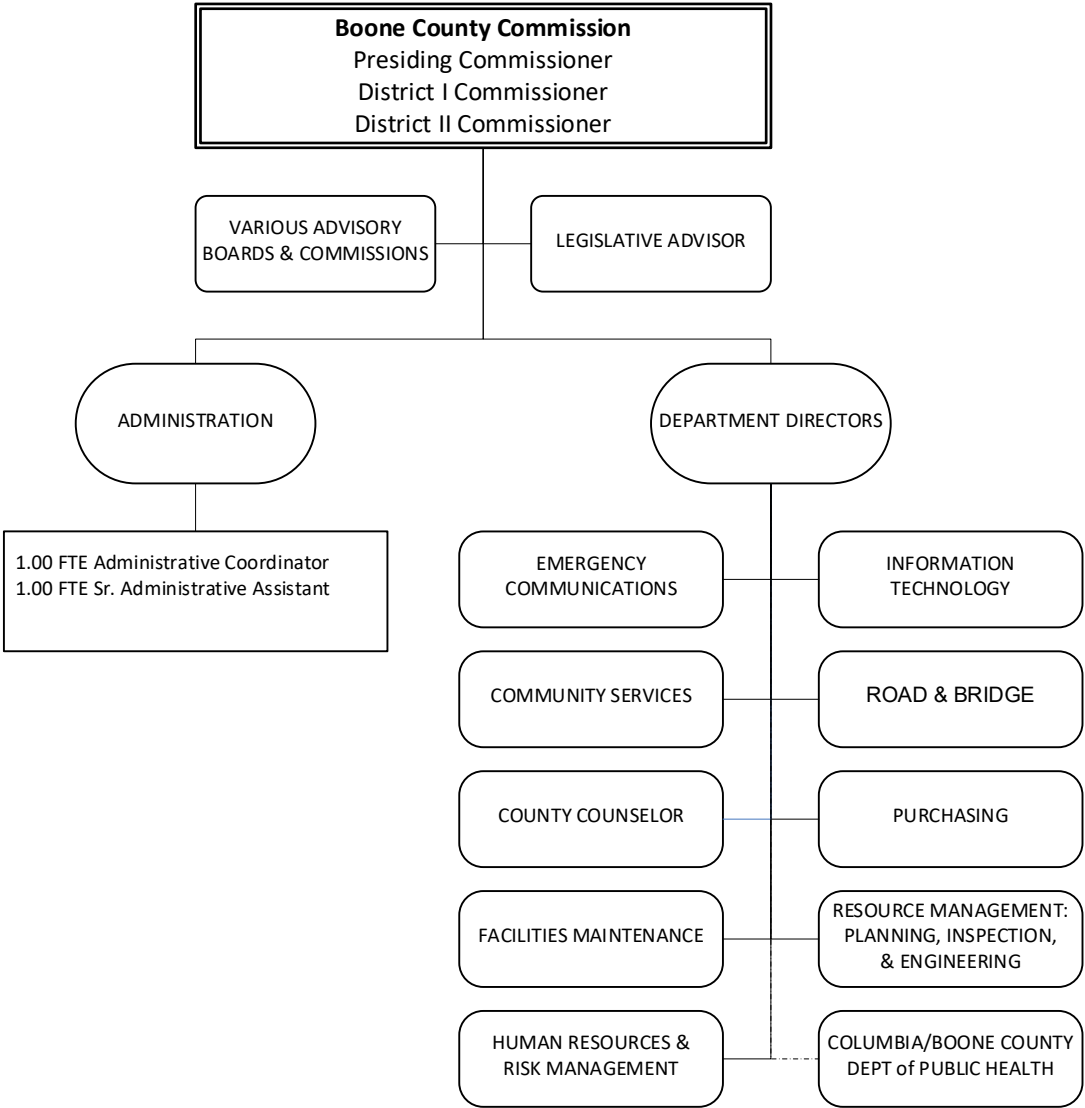 Boone County Commission
Presiding Commissioner
District I Commissioner
District II Commissioner
VARIOUS ADVISORY
BOARDS & COMMISSIONS
LEGISLATIVE ADVISOR
ADMINISTRATION
DEPARTMENT DIRECTORS
1.00 FTE Administrative Coordinator
1.00 FTE Sr. Administrative Assistant
EMERGENCY
COMMUNICATIONS
INFORMATION
TECHNOLOGY
COMMUNITY SERVICES
ROAD & BRIDGE
COUNTY COUNSELOR
PURCHASING
FACILITIES MAINTENANCE
RESOURCE MANAGEMENT:
PLANNING, INSPECTION,
& ENGINEERING
HUMAN RESOURCES &
RISK MANAGEMENT
COLUMBIA/BOONE COUNTY
DEPT of PUBLIC HEALTH